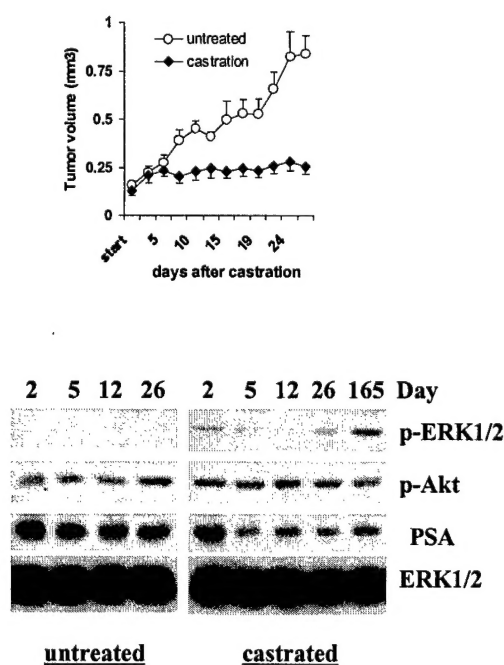 1
untreated
castration
0.75
0.5
0.25
0
Tumor volume (mm3)
start 5 10 15 19 24
days after castration
2 5 12 26 2 5 12 26 165 Day
p-ERK1/2
p-Akt
PSA
ERK1/2
untreated castrated